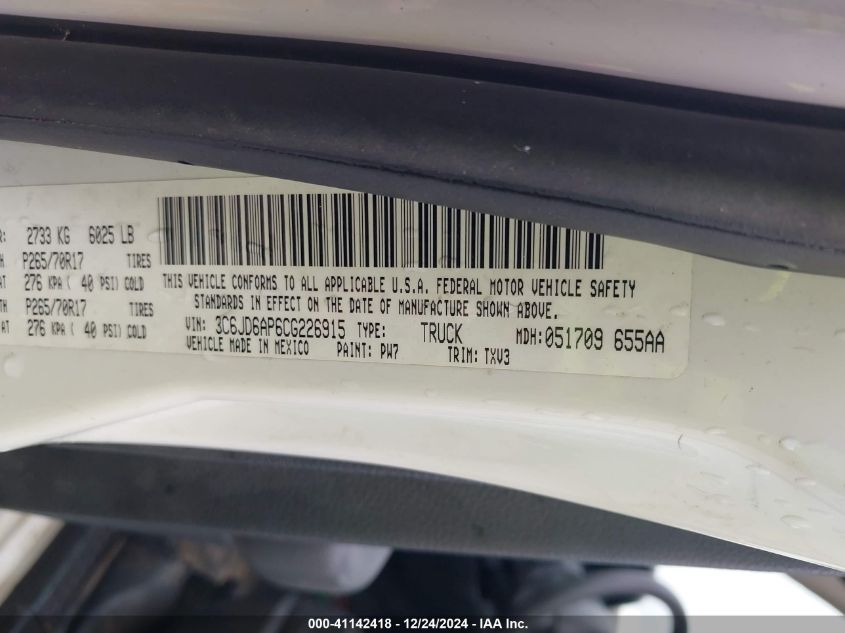 R: 2733 KG 6025 LB
H P265/70R17 TIRES
AT 276 KPA ( 40 PSI) COLD
TH P265/70R17 TIRES
AT 276 KPA ( 40 PSI) COLD
THIS VEHICLE CONFORMS TO ALL APPLICABLE U.S.A. FEDERAL MOTOR VEHICLE SAFETY
STANDARDS IN EFFECT ON THE DATE OF MANUFACTURE SHOWN ABOVE.
VIN: 3C6JD6AP6CG226915 TYPE: TRUCK MDH: 051709 655AA
VEHICLE MADE IN MEXICO PAINT: PW7 TRIM: TXV3
000-41142418 - 12/24/2024 - IAA Inc.